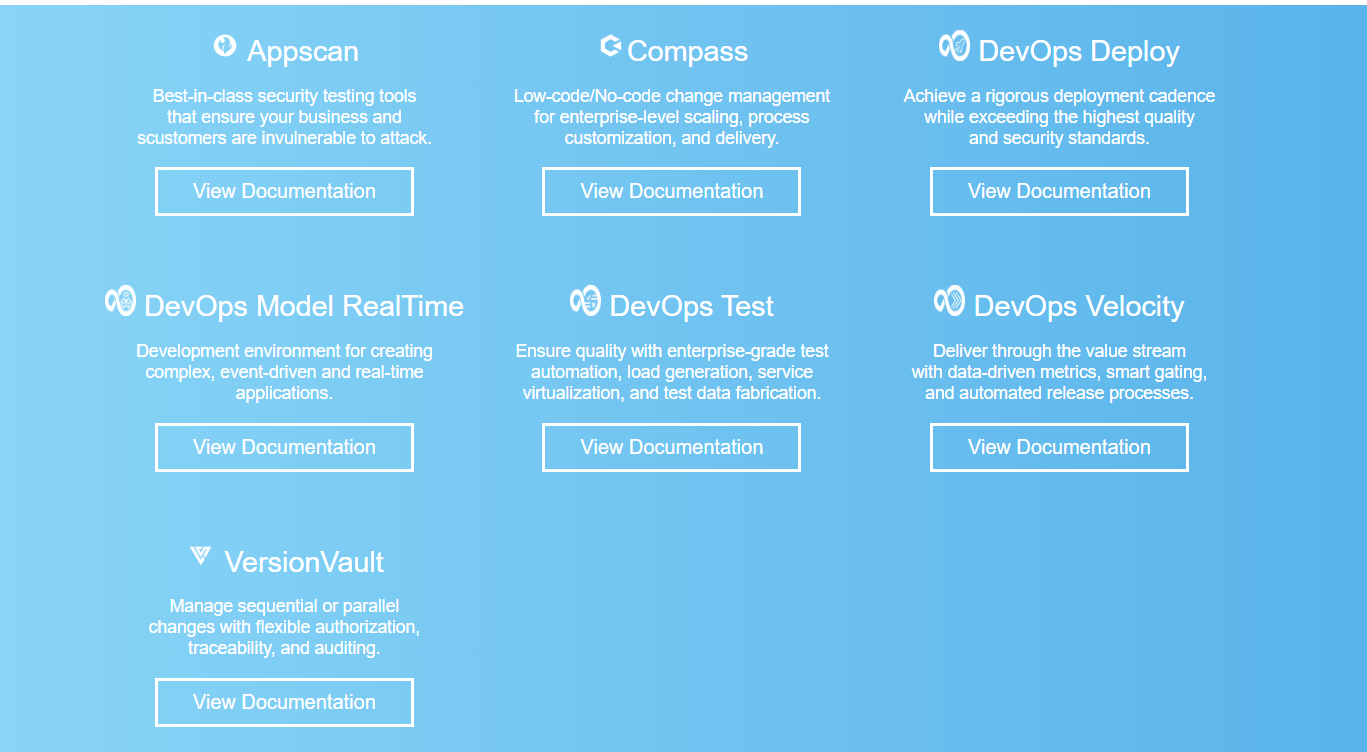 Appscan
Best-in-class security testing tools
that ensure your business and
scustomers are invulnerable to attack.
View Documentation
Compass
Low-code/No-code change management
for enterprise-level scaling, process
customization, and delivery.
View Documentation
DevOps Deploy
Achieve a rigorous deployment cadence
while exceeding the highest quality
and security standards.
View Documentation
DevOps Model RealTime
Development environment for creating
complex, event-driven and real-time
applications.
View Documentation
DevOps Test
Ensure quality with enterprise-grade test
automation, load generation, service
virtualization, and test data fabrication.
View Documentation
DevOps Velocity
Deliver through the value stream
with data-driven metrics, smart gating,
and automated release processes.
View Documentation
VersionVault
Manage sequential or parallel
changes with flexible authorization,
traceability, and auditing.
View Documentation